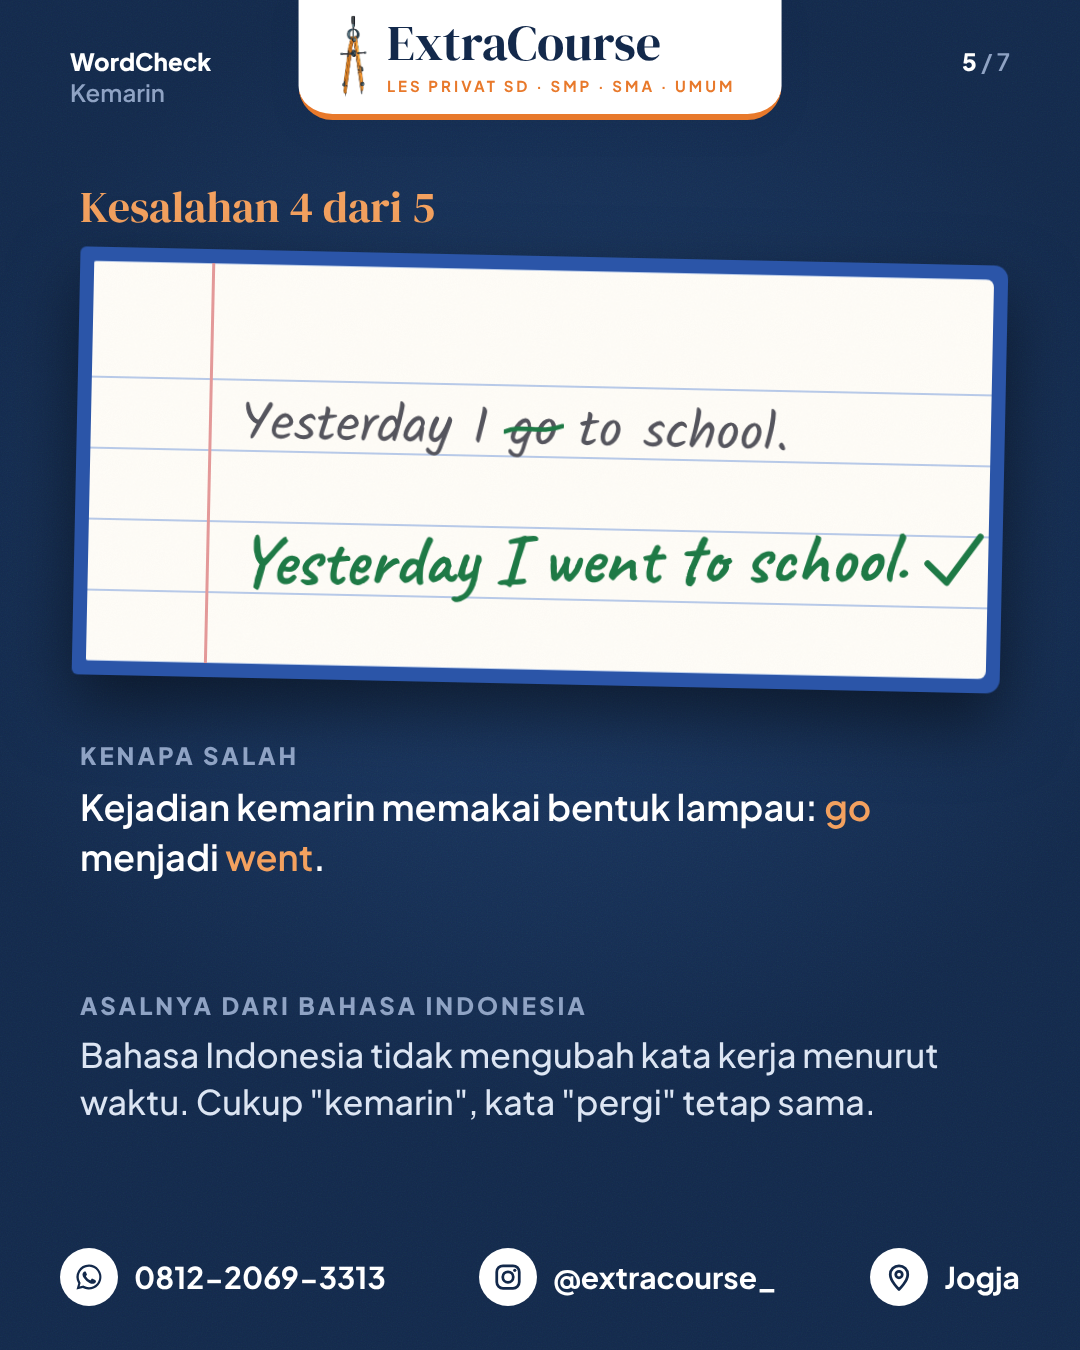 WordCheck
Kemarin
ExtraCourse
LES PRIVAT SD · SMP · SMA · UMUM
5 / 7
Kesalahan 4 dari 5
Yesterday I go to school.
Yesterday I went to school. ✓
KENAPA SALAH
Kejadian kemarin memakai bentuk lampau: go
menjadi went.
ASALNYA DARI BAHASA INDONESIA
Bahasa Indonesia tidak mengubah kata kerja menurut
waktu. Cukup "kemarin", kata "pergi" tetap sama.
0812-2069-3313
@extracourse_
Jogja